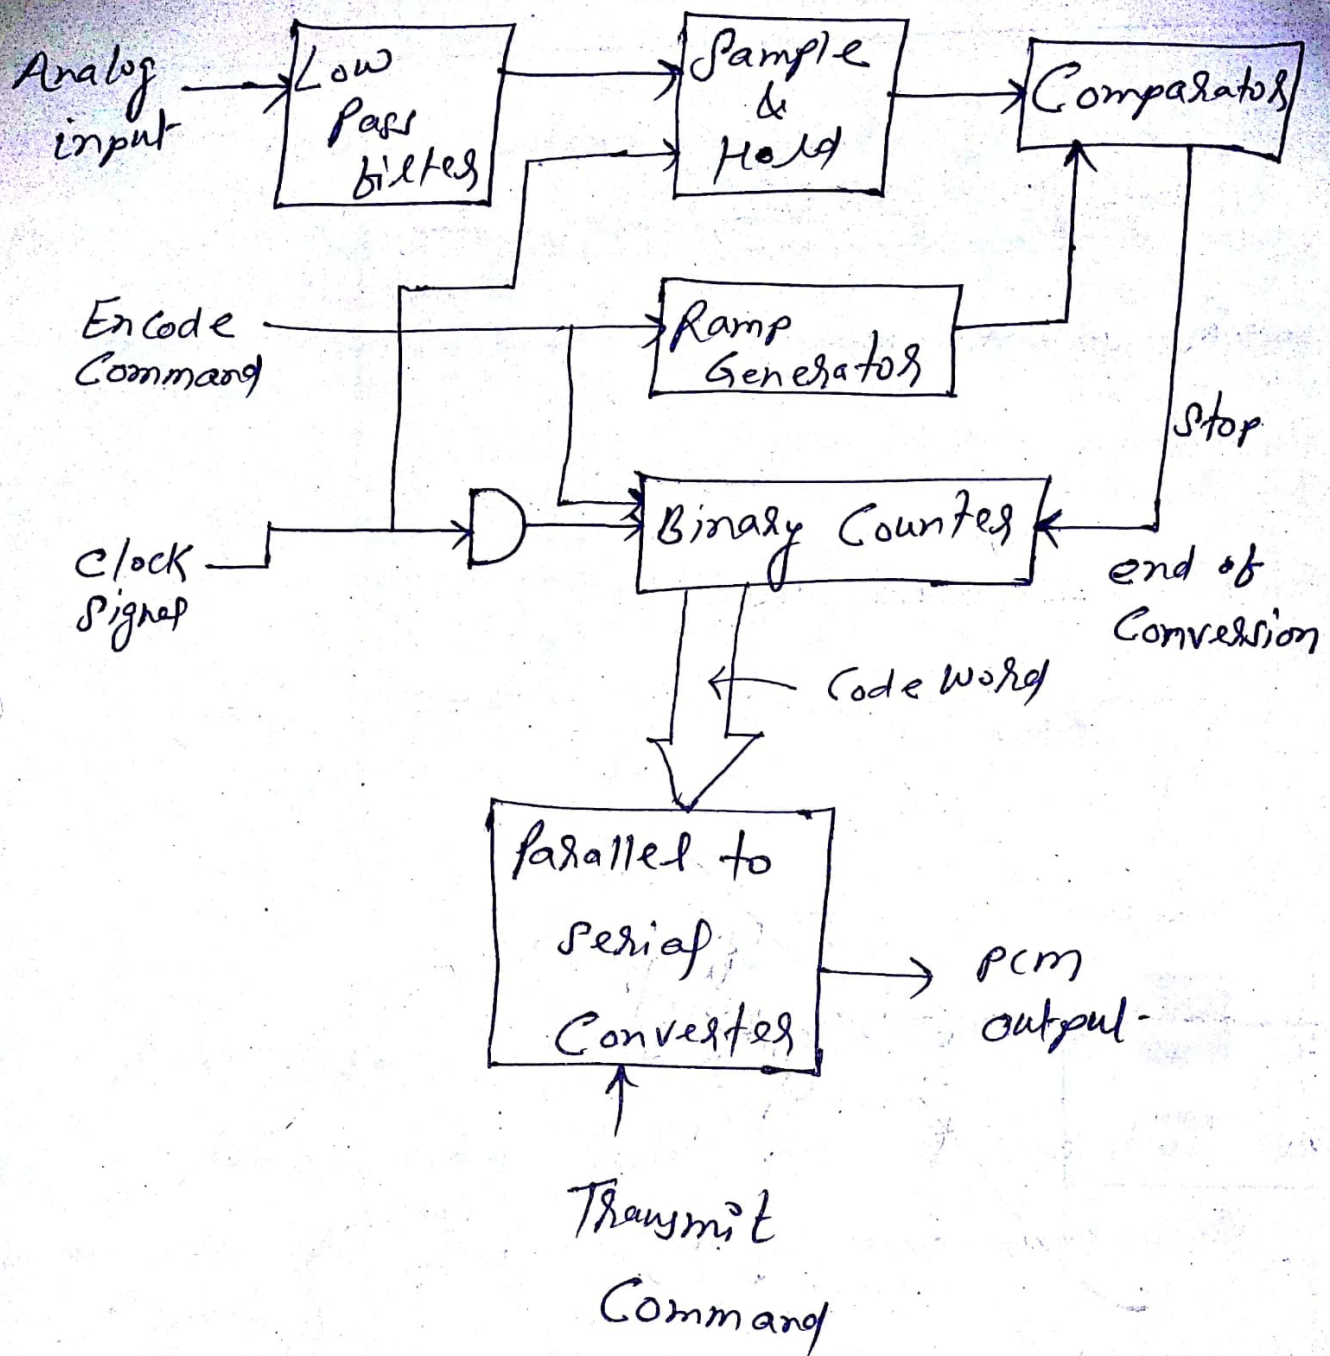 Analog
input
Low
Pass
filter
Sample
&
Hold
Comparator
Encode
Command
Ramp
Generator
Stop
Clock
Signal
Binary Counter
end of
Conversion
Code Word
Parallel to
Serial
Converter
PCM
output
Transmit
Command